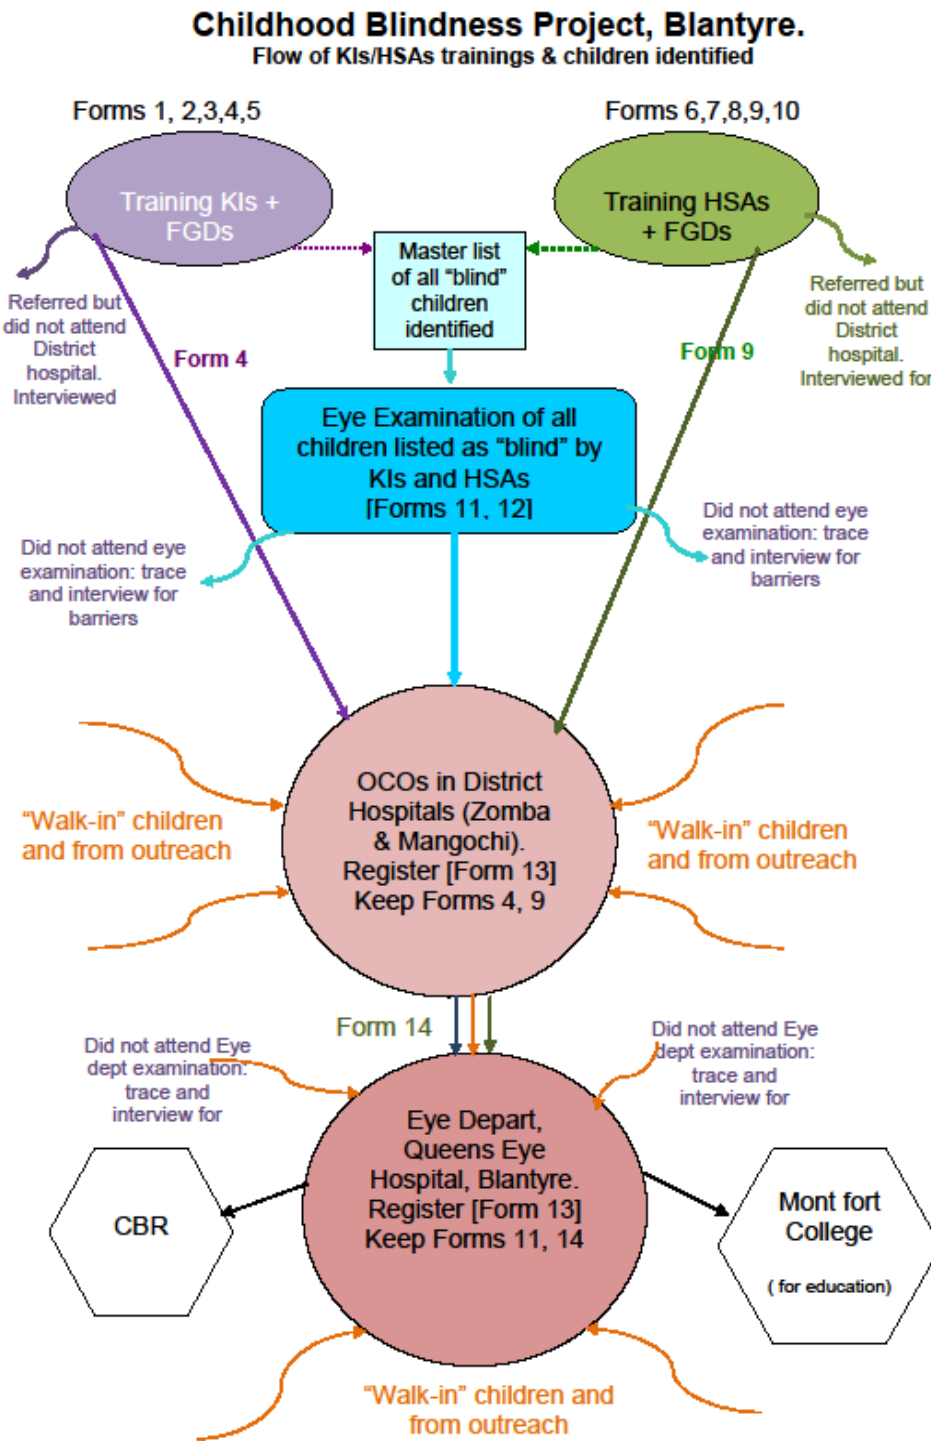 Childhood Blindness Project, Blantyre.
Flow of KIs/HSAs trainings & children identified
Forms 1, 2,3,4,5
Forms 6,7,8,9,10
Training KIs +
FGDs
Training HSAs
+ FGDs
Master list
of all “blind”
children
identified
Referred but
did not attend
District
hospital.
Interviewed
Referred but
did not attend
District
hospital.
Interviewed for
Form 4
Form 9
Eye Examination of all
children listed as “blind” by
KIs and HSAs
[Forms 11, 12]
Did not attend eye
examination: trace
and interview for
barriers
Did not attend eye
examination: trace
and interview for
barriers
OCOs in District
Hospitals (Zomba
& Mangochi).
Register [Form 13]
Keep Forms 4, 9
“Walk-in” children
and from outreach
“Walk-in” children
and from outreach
Form 14
Did not attend Eye
dept examination:
trace and
interview for
Did not attend Eye
dept examination:
trace and
interview for
Eye Depart,
Queens Eye
Hospital, Blantyre.
Register [Form 13]
Keep Forms 11, 14
CBR
Mont fort
College
( for education)
“Walk-in” children and
from outreach